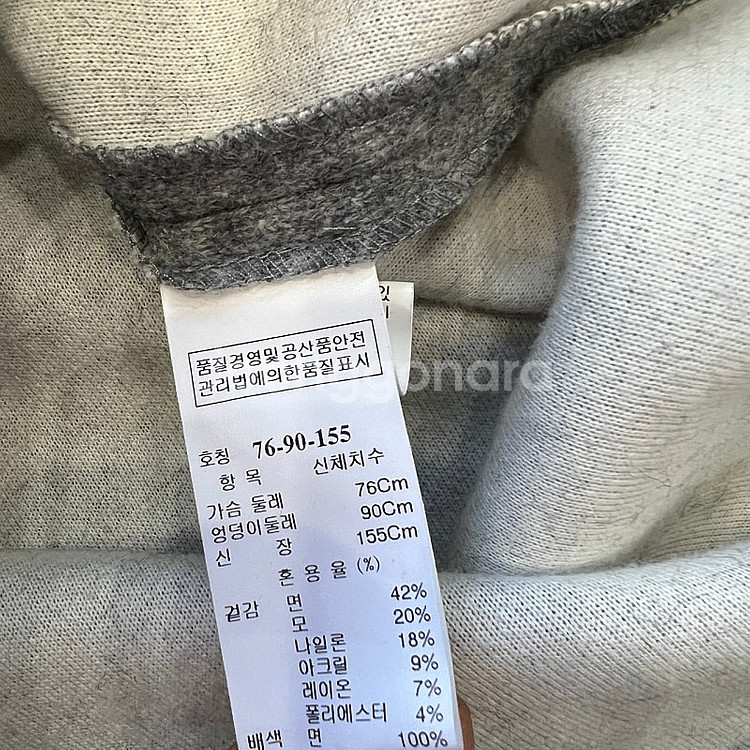 품질경영및공산품안전
관리법에의한품질표시
호칭 76-90-155
항 목 신체치수
가슴 둘레 76Cm
엉덩이둘레 90Cm
신 장 155Cm
혼 용 율 (%)
겉감 면 42%
모 20%
나일론 18%
아크릴 9%
레이온 7%
폴리에스터 4%
배색 면 100%